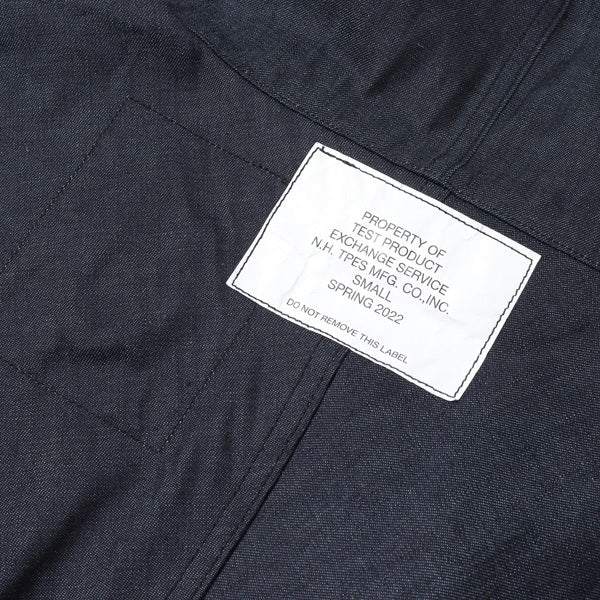 PROPERTY OF
TEST PRODUCT
EXCHANGE SERVICE
N.H. TPES MFG. CO.,INC.
SMALL
SPRING 2022
DO NOT REMOVE THIS LABEL